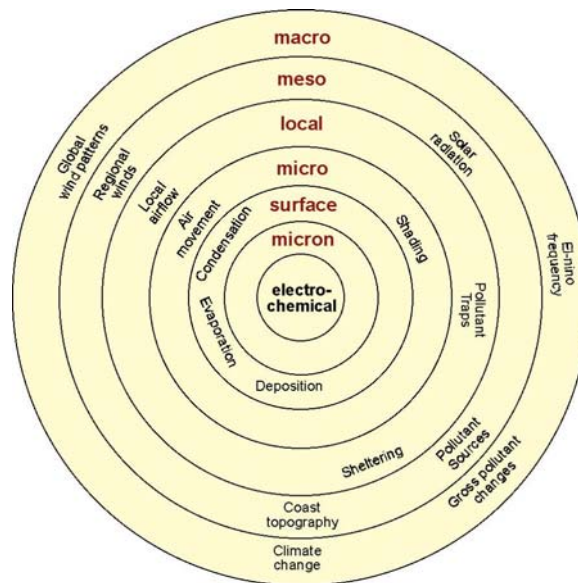 macro
meso
local
micro
surface
micron
electro-
chemical
Global
wind patterns
Regional
winds
Local
airflow
Air
movement
Condensation
Evaporation
Deposition
Shading
Solar
radiation
El-nino
frequency
Pollutant
Traps
Sheltering
Pollutant
Sources
Gross pollutant
changes
Coast
topography
Climate
change